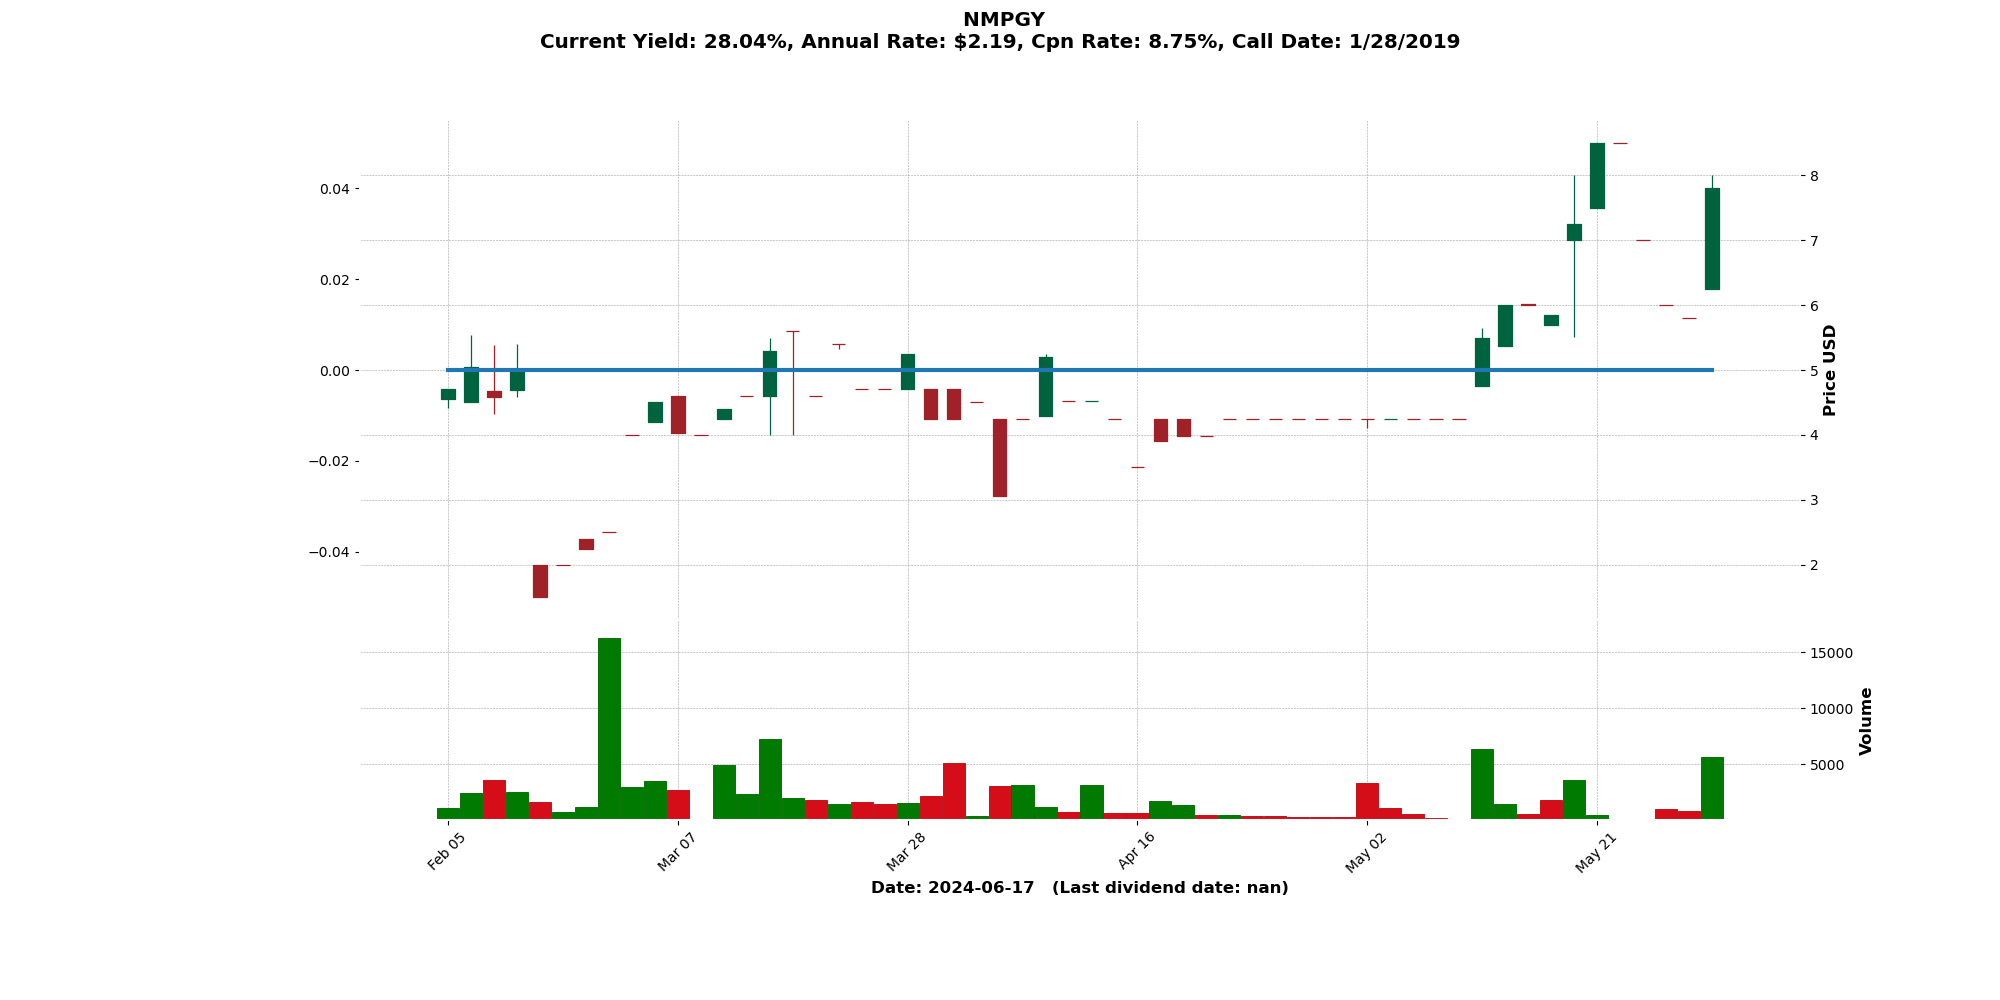 NMPGY
Current Yield: 28.04%, Annual Rate: $2.19, Cpn Rate: 8.75%, Call Date: 1/28/2019
0.04
0.02
0.00
−0.02
−0.04
8
7
6
5
4
3
2
Price USD
15000
10000
5000
Volume
Feb 05
Mar 07
Mar 28
Apr 16
May 02
May 21
Date: 2024-06-17   (Last dividend date: nan)